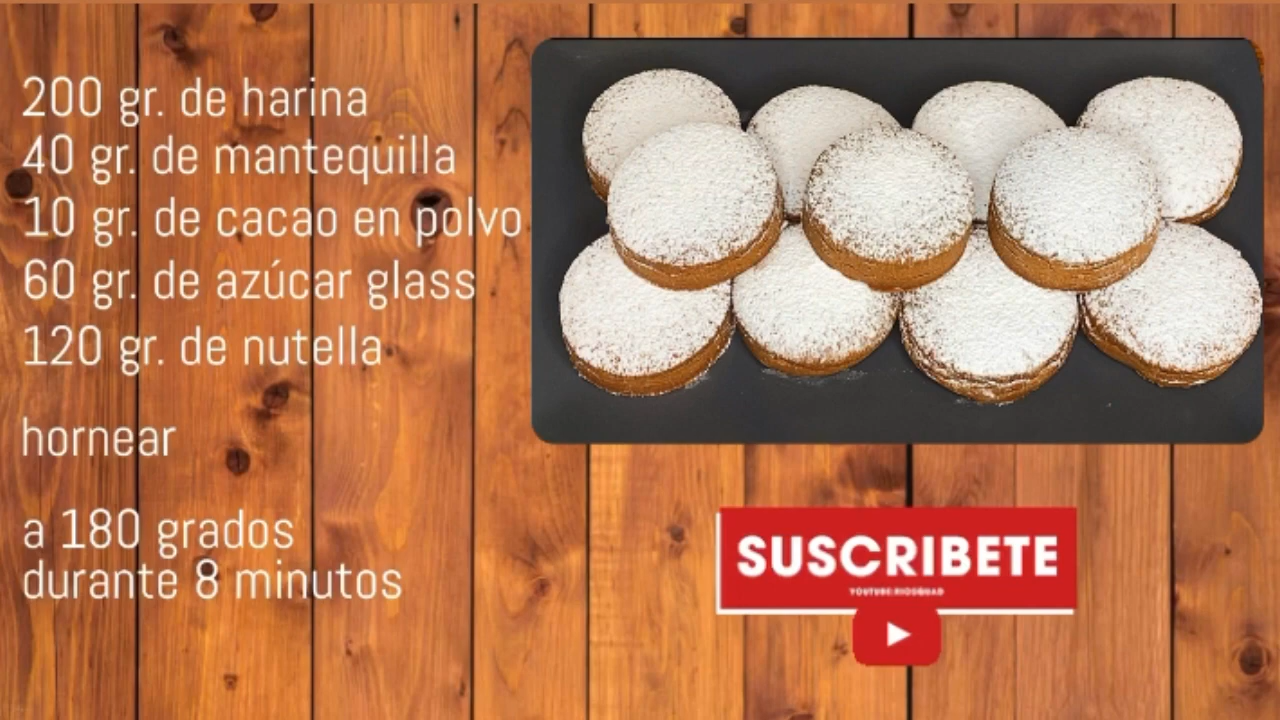 200 gr. de harina
40 gr. de mantequilla
10 gr. de cacao en polvo
60 gr. de azúcar glass
120 gr. de nutella
hornear
a 180 grados
durante 8 minutos
SUSCRIBETE